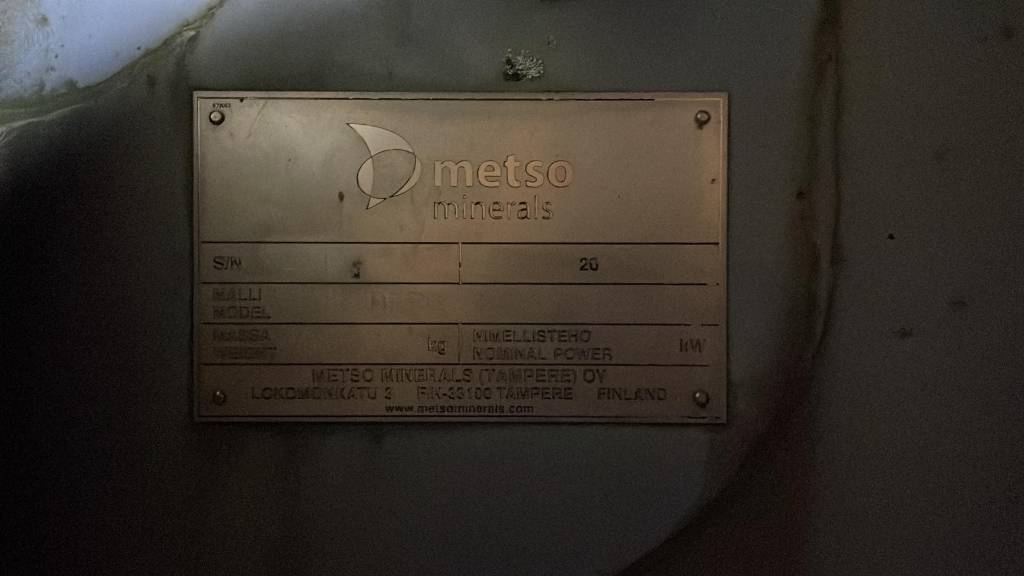 metso
minerals
S/N 20
MALLI
MODEL
MASSA
WEIGHT kg
NIMELLISTEHO
NOMINAL POWER kW
METSO MINERALS (TAMPERE) OY
LOKOMONKATU 3 FIN-33100 TAMPERE FINLAND
www.metsominerals.com